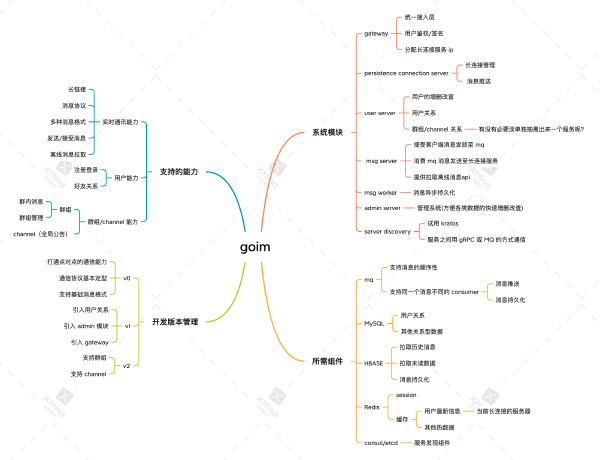 goim
支持的能力
实时通讯能力
长链接
消息协议
多种消息格式
发送/接受消息
离线消息拉取
用户能力
注册登录
好友关系
群组/channel 能力
群组
群内消息
群组管理
channel（全局公告）
开发版本管理
v0
打通点对点的通信能力
通信协议基本定型
支持基础消息格式
v1
引入用户关系
引入 admin 模块
引入 gateway
v2
支持群组
支持 channel
系统模块
gateway
统一接入层
用户鉴权/签名
分配长连接服务 ip
persistence connection server
长连接管理
消息推送
user server
用户的增删改查
用户关系
群组/channel 关系
有没有必要须单独抽离出来一个服务呢？
msg server
接受客户端消息发放至 mq
消费 mq 消息发送至长连接服务
提供拉取离线消息api
msg worker
消息异步持久化
admin server
管理系统(方便各类数据的快速增删改查)
server discovery
试用 kratos
服务之间用 gRPC 或 MQ 的方式通信
所需组件
mq
支持消息的顺序性
支持同一个消息不同的 consumer
消息推送
消息持久化
MySQL
用户关系
其他关系型数据
HBASE
拉取历史消息
拉取未读数据
消息持久化
Redis
session
缓存
用户最新信息
当前长连接的服务器
其他热数据
consul/etcd
服务发现组件
XMind
XMind
XMind
XMind